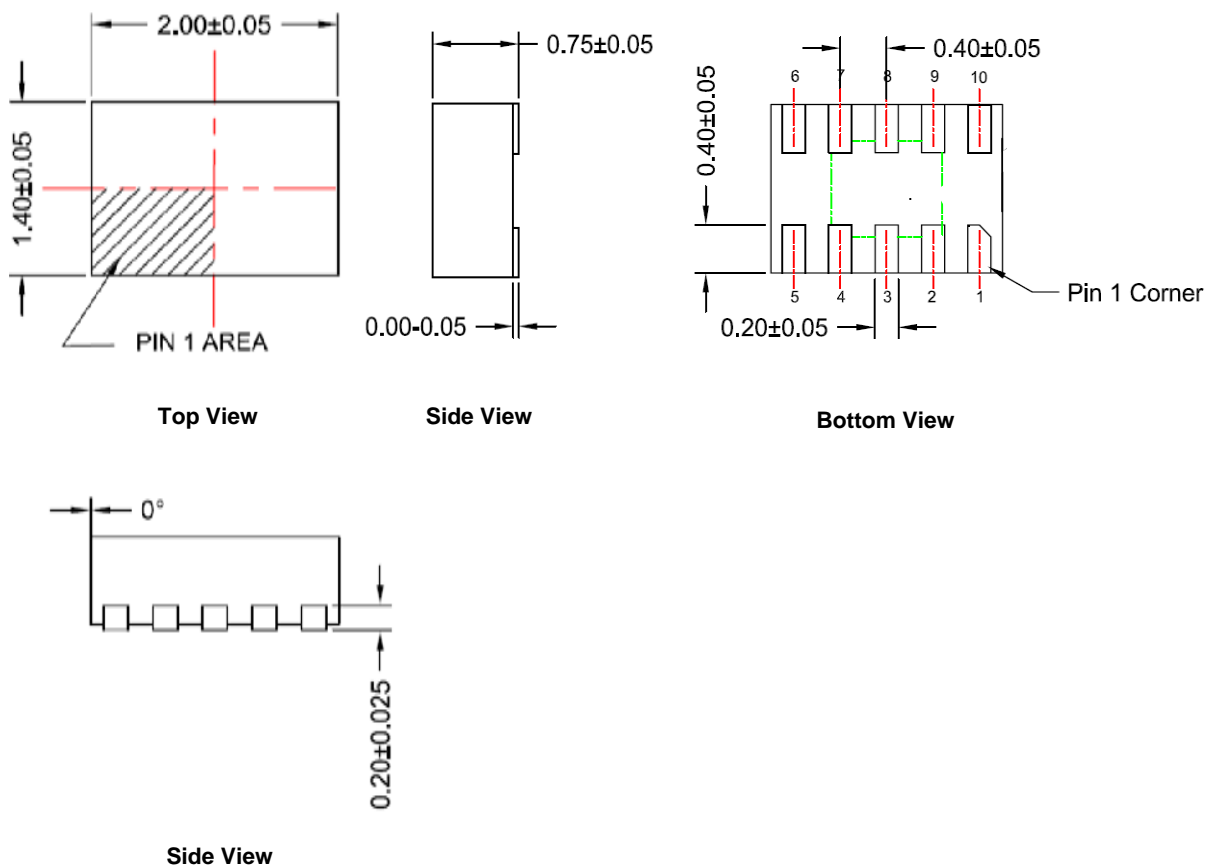 2.00±0.05
1.40±0.05
PIN 1 AREA
Top View
0.75±0.05
0.00-0.05
Side View
0.40±0.05
6 7 8 9 10
0.40±0.05
5 4 3 2 1
Pin 1 Corner
0.20±0.05
Bottom View
0°
0.20±0.025
Side View